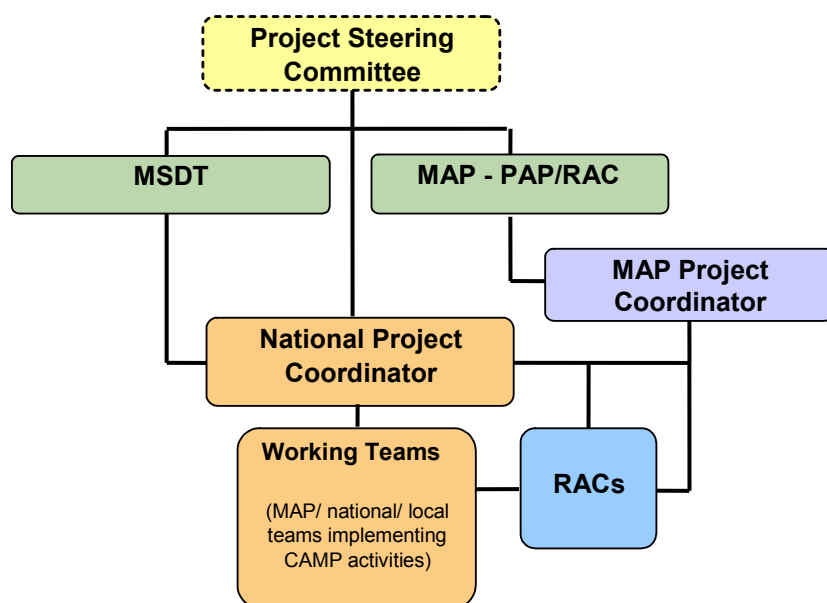 Project Steering
Committee
MSDT
MAP - PAP/RAC
MAP Project
Coordinator
National Project
Coordinator
Working Teams
(MAP/ national/ local
teams implementing
CAMP activities)
RACs